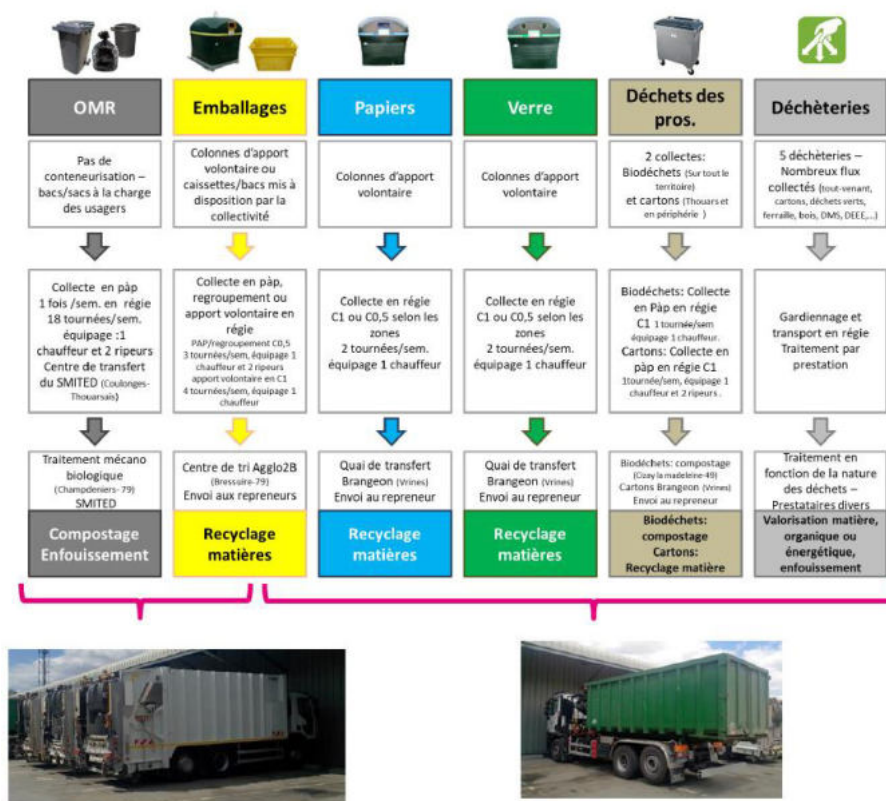 OMR
Pas de
conteneurisation –
bacs/sacs à la charge
des usagers
Collecte en pàp
1 fois /sem. en régie
18 tournées/sem.
équipage :1
chauffeur et 2 ripeurs
Centre de transfert
du SMITED (Coulonges-
Thouarsais)
Traitement mécano
biologique
(Champdeniers- 79)
SMITED
Compostage
Enfouissement
Emballages
Colonnes d’apport
volontaire ou
caissettes/bacs mis à
disposition par la
collectivité
Collecte en pàp,
regroupement ou
apport volontaire en
régie
PAP/regroupement C0,5
3 tournées/sem, équipage 1
chauffeur et 2 ripeurs
apport volontaire en C1
4 tournées/sem, équipage 1
chauffeur
Centre de tri Agglo2B
(Bressuire-79)
Envoi aux repreneurs
Recyclage
matières
Papiers
Colonnes d’apport
volontaire
Collecte en régie
C1 ou C0,5 selon les
zones
2 tournées/sem.
équipage 1 chauffeur
Quai de transfert
Brangeon (Vrines)
Envoi au repreneur
Recyclage
matières
Verre
Colonnes d’apport
volontaire
Collecte en régie
C1 ou C0,5 selon les
zones
2 tournées/sem.
équipage 1 chauffeur
Quai de transfert
Brangeon (Vrines)
Envoi au repreneur
Recyclage
matières
Déchets des
pros.
2 collectes:
Biodéchets (Sur tout le
territoire)
et cartons (Thouars et
en périphérie )
Biodéchets: Collecte
en Pàp en régie
C1 1 tournée/sem
équipage 1 chauffeur.
Cartons: Collecte en
pàp en régie C1
1tournée/sem, équipage 1
chauffeur et 2 ripeurs .
Biodéchets: compostage
(Cizay la madeleine-49)
Cartons Brangeon (Vrines)
Envoi au repreneur
Biodéchets:
compostage
Cartons:
Recyclage matière
Déchèteries
5 déchèteries –
Nombreux flux
collectés (tout-venant,
cartons, déchets verts,
ferraille, bois, DMS, DEEE,...)
Gardiennage et
transport en régie
Traitement par
prestation
Traitement en
fonction de la nature
des déchets –
Prestataires divers
Valorisation matière,
organique ou
énergétique,
enfouissement